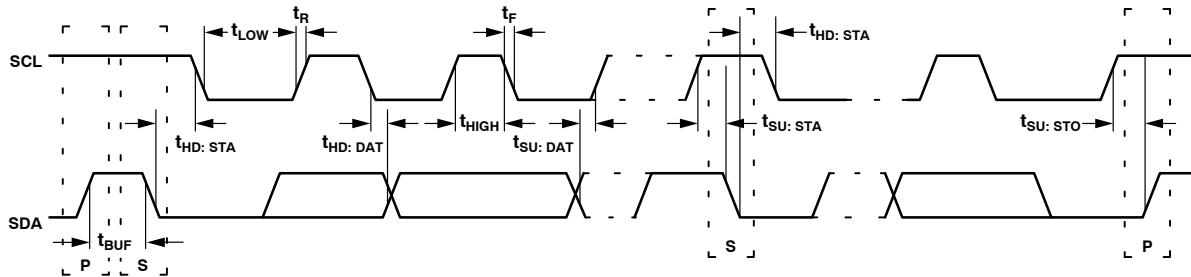 tLOW
tR
tF
tHD: STA
SCL
tHD: STA
tHD: DAT
tHIGH
tSU: DAT
tSU: STA
tSU: STO
SDA
tBUF
P
S
S
P